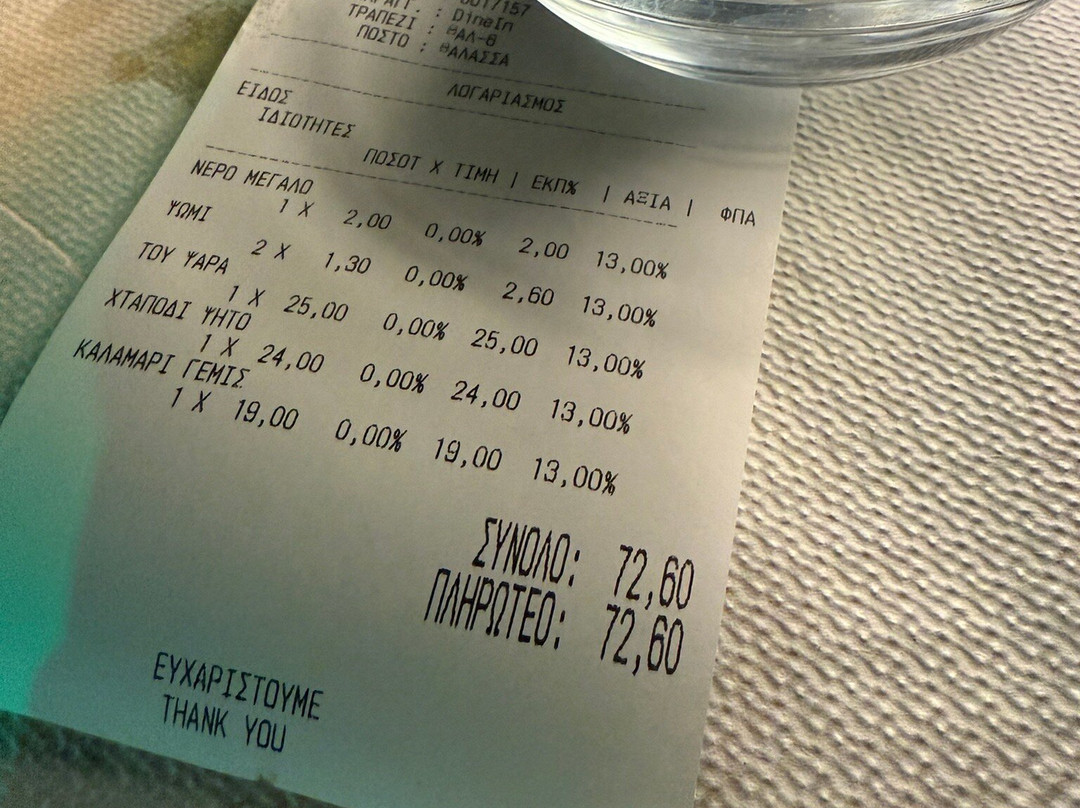 : 0017157
ΤΡΑΠΕΖΙ : DineIn
ΠΟΣΤΟ : ΘΑΛ-6
: ΘΑΛΑΣΣΑ
ΛΟΓΑΡΙΑΣΜΟΣ
ΕΙΔΟΣ
ΙΔΙΟΤΗΤΕΣ
ΠΟΣΟΤ Χ ΤΙΜΗ | ΕΚΠ% | ΑΞΙΑ | ΦΠΑ
ΝΕΡΟ ΜΕΓΑΛΟ
1 X 2,00 0,00% 2,00 13,00%
ΨΩΜΙ
2 X 1,30 0,00% 2,60 13,00%
ΤΟΥ ΨΑΡΑ
1 X 25,00 0,00% 25,00 13,00%
ΧΤΑΠΟΔΙ ΨΗΤΟ
1 X 24,00 0,00% 24,00 13,00%
ΚΑΛΑΜΑΡΙ ΓΕΜΙΣ
1 X 19,00 0,00% 19,00 13,00%
ΣΥΝΟΛΟ: 72,60
ΠΛΗΡΩΤΕΟ: 72,60
ΕΥΧΑΡΙΣΤΟΥΜΕ
THANK YOU